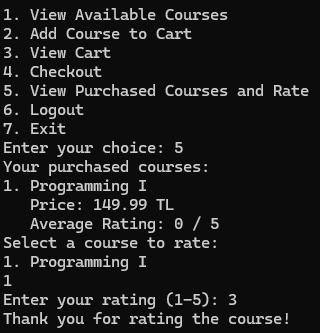 1. View Available Courses
2. Add Course to Cart
3. View Cart
4. Checkout
5. View Purchased Courses and Rate
6. Logout
7. Exit
Enter your choice: 5
Your purchased courses:
1. Programming I
   Price: 149.99 TL
   Average Rating: 0 / 5
Select a course to rate:
1. Programming I
1
Enter your rating (1-5): 3
Thank you for rating the course!